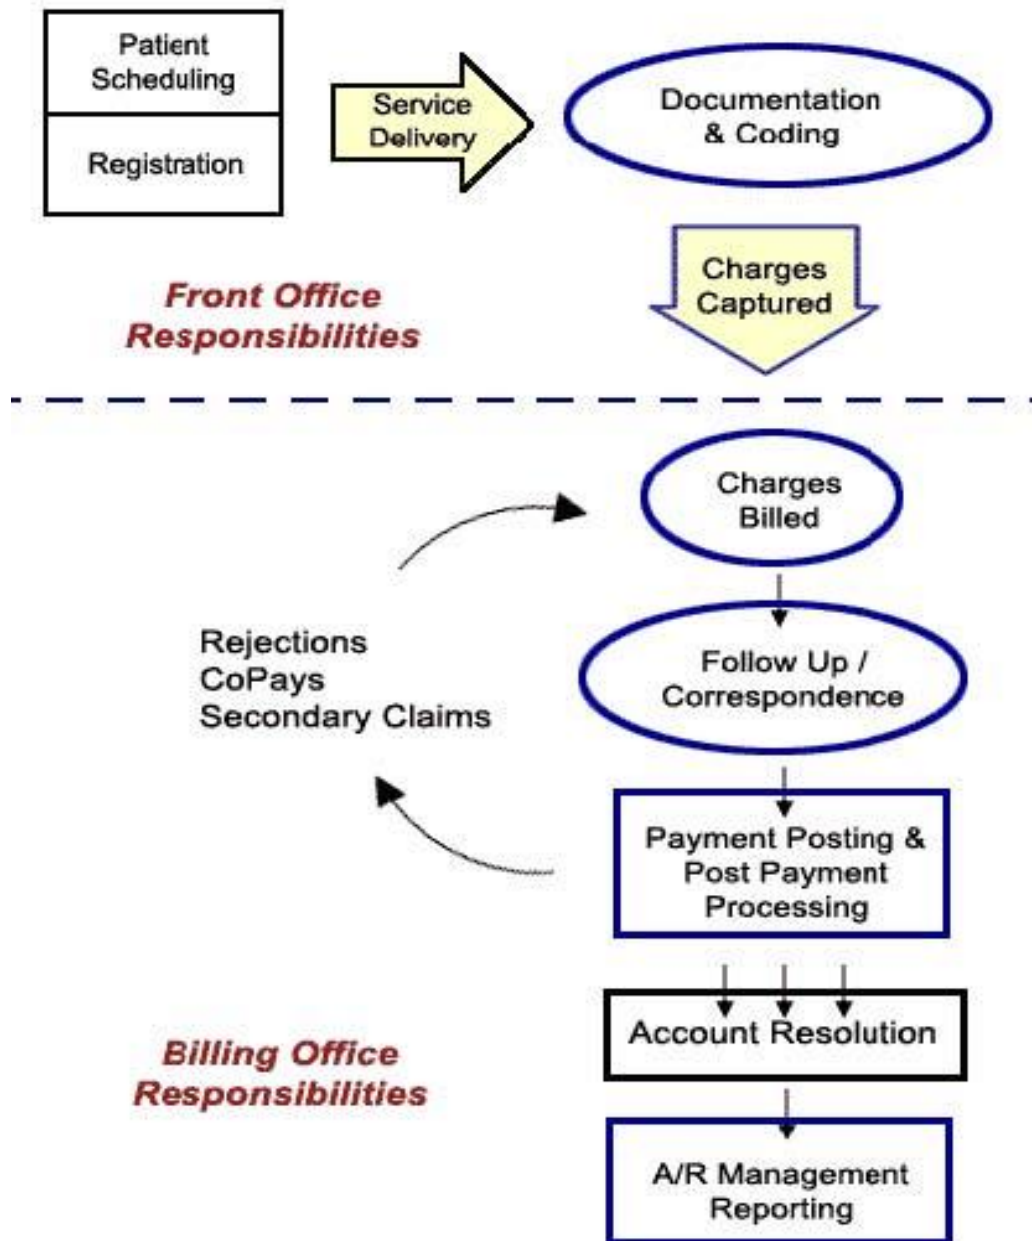 Patient
Scheduling
Registration
Service
Delivery
Documentation
& Coding
Charges
Captured
Front Office
Responsibilities
Charges
Billed
Rejections
CoPays
Secondary Claims
Follow Up /
Correspondence
Payment Posting &
Post Payment
Processing
Account Resolution
Billing Office
Responsibilities
A/R Management
Reporting